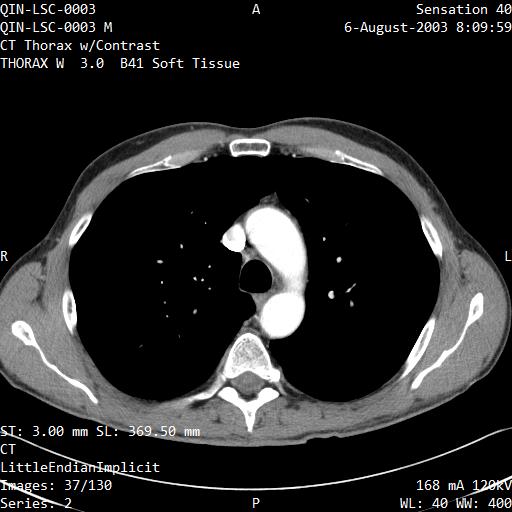 QIN-LSC-0003
A
Sensation 40
QIN-LSC-0003 M
6-August-2003 8:09:59
CT Thorax w/Contrast
THORAX W  3.0  B41 Soft Tissue
R
L
ST: 3.00 mm SL: 369.50 mm
CT
LittleEndianImplicit
Images: 37/130
168 mA 120kV
Series: 2
P
WL: 40 WW: 400